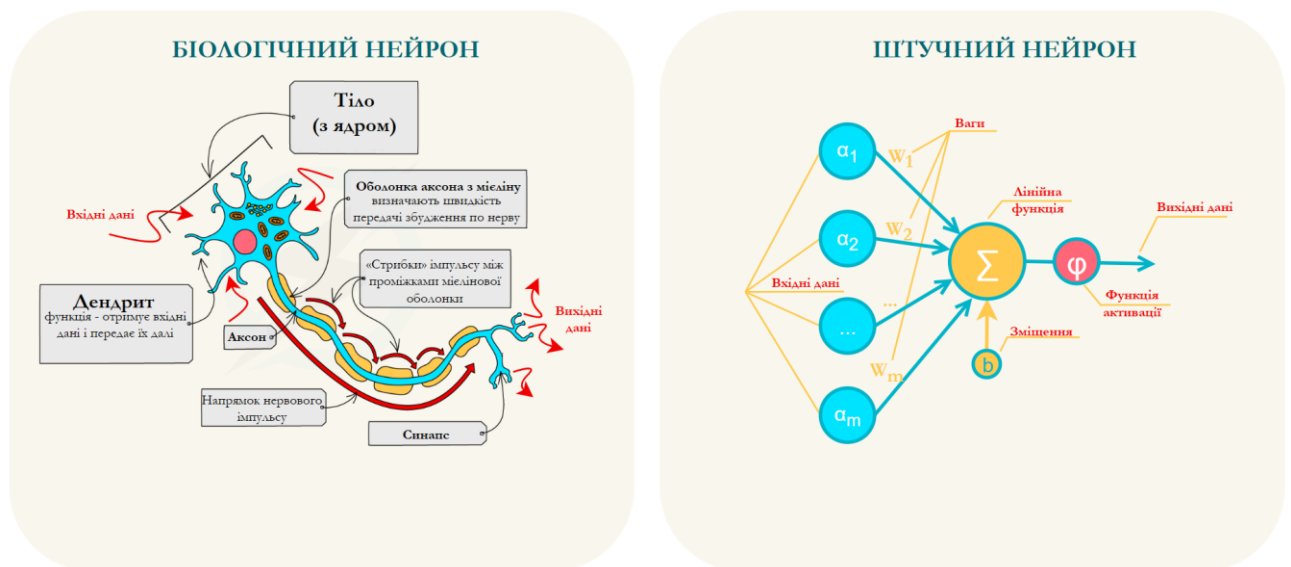 БІОЛОГІЧНИЙ НЕЙРОН
Тіло
(з ядром)
Оболонка аксона з мієліну
визначають швидкість
передачі збудження по нерву
Вхідні дані
«Стрибки» імпульсу між
проміжками мієлінової
оболонки
Дендрит
функція - отримує вхідні
дані і передає їх далі
Аксон
Вихідні
дані
Напрямок нервового
імпульсу
Синапс
ШТУЧНИЙ НЕЙРОН
Ваги
α1
W1
Лінійна
функція
Вихідні дані
α2
W2
Σ
φ
Вхідні дані
...
...
Функція
активації
Зміщення
b
Wm
αm